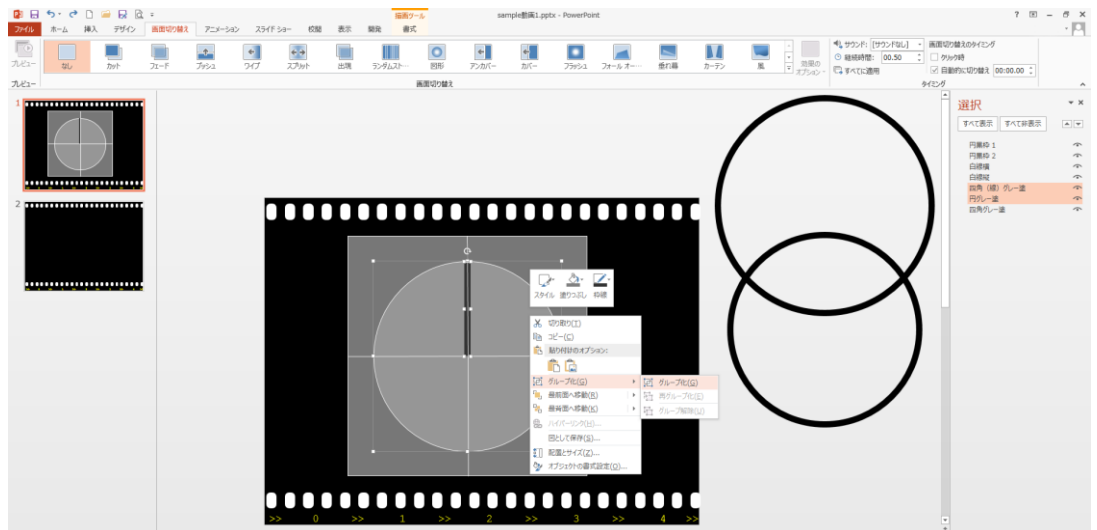 描画ツール
sample動画1.pptx - PowerPoint
ファイル ホーム 挿入 デザイン 画面切り替え アニメーション スライド ショー 校閲 表示 開発 書式
プレビュー
なし カット フェード プッシュ ワイプ スプリット 出現 ランダムスト… 図形 アンカバー カバー フラッシュ フォール オー… 垂れ幕 カーテン 風
効果の
オプション
サウンド: [サウンドなし]
継続時間: 00.50
すべてに適用
画面切り替えのタイミング
クリック時
自動的に切り替え 00:00.00
プレビュー 画面切り替え タイミング
1
2
選択
すべて表示 すべて非表示
円黒枠 1
円黒枠 2
白線横
白線縦
四角（細）グレー塗
円グレー塗
四角グレー塗
スタイル 塗りつぶし 枠線
切り取り(T)
コピー(C)
貼り付けのオプション:
グループ化(G)
最前面へ移動(R)
最背面へ移動(K)
ハイパーリンク(H)...
図として保存(S)...
配置とサイズ(Z)...
オブジェクトの書式設定(O)...
グループ化(G)
再グループ化(E)
グループ解除(U)
>> 0 >> 1 >> 2 >> 3 >> 4 >>